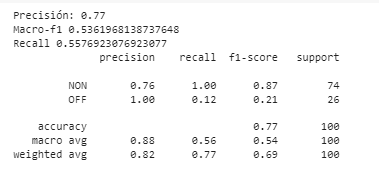 Precisión: 0.77
Macro-f1 0.5361968138737648
Recall 0.5576923076923077
precision recall f1-score support
NON 0.76 1.00 0.87 74
OFF 1.00 0.12 0.21 26
accuracy 0.77 100
macro avg 0.88 0.56 0.54 100
weighted avg 0.82 0.77 0.69 100